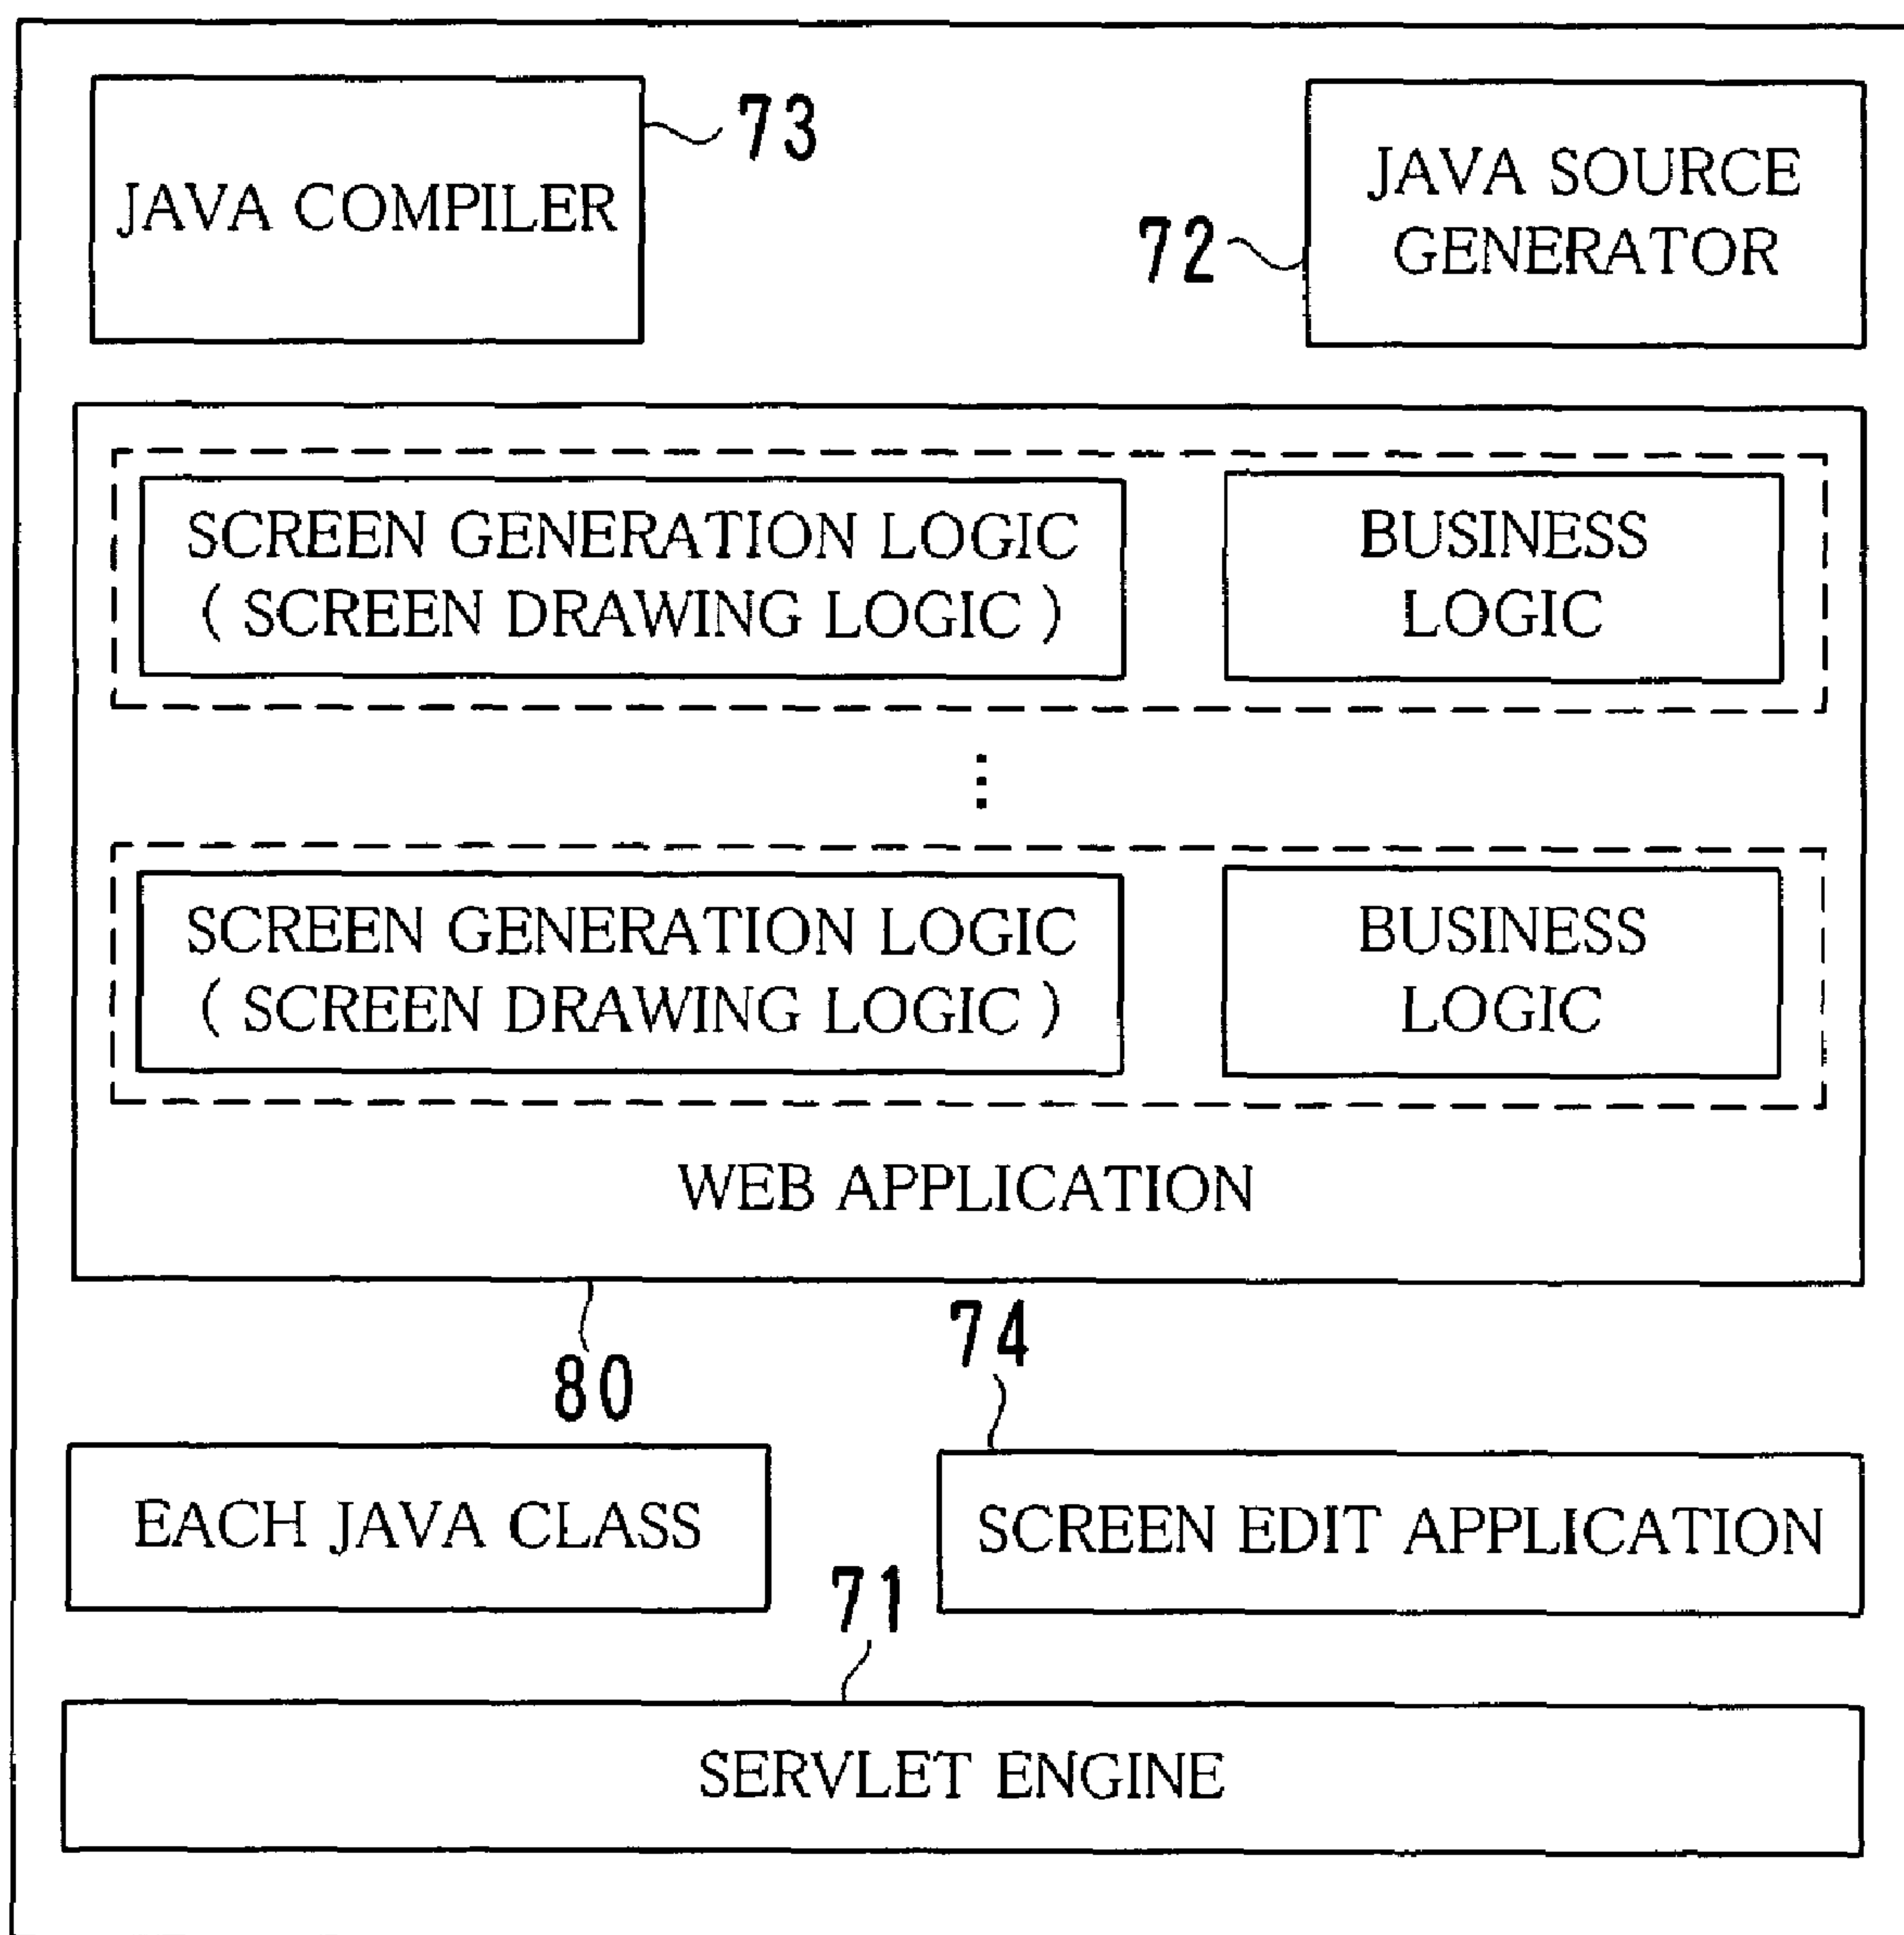 73
JAVA COMPILER
JAVA SOURCE
GENERATOR
72
SCREEN GENERATION LOGIC
( SCREEN DRAWING LOGIC )
BUSINESS
LOGIC
⋮
SCREEN GENERATION LOGIC
( SCREEN DRAWING LOGIC )
BUSINESS
LOGIC
WEB APPLICATION
80
74
EACH JAVA CLASS
SCREEN EDIT APPLICATION
71
SERVLET ENGINE